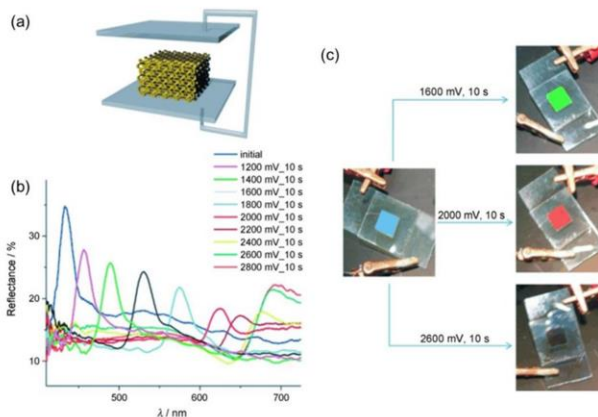 (a)
(b)
initial
1200 mV_10 s
1400 mV_10 s
1600 mV_10 s
1800 mV_10 s
2000 mV_10 s
2200 mV_10 s
2400 mV_10 s
2600 mV_10 s
2800 mV_10 s
Reflectance / %
30
20
10
500
600
700
λ / nm
(c)
1600 mV, 10 s
2000 mV, 10 s
2600 mV, 10 s